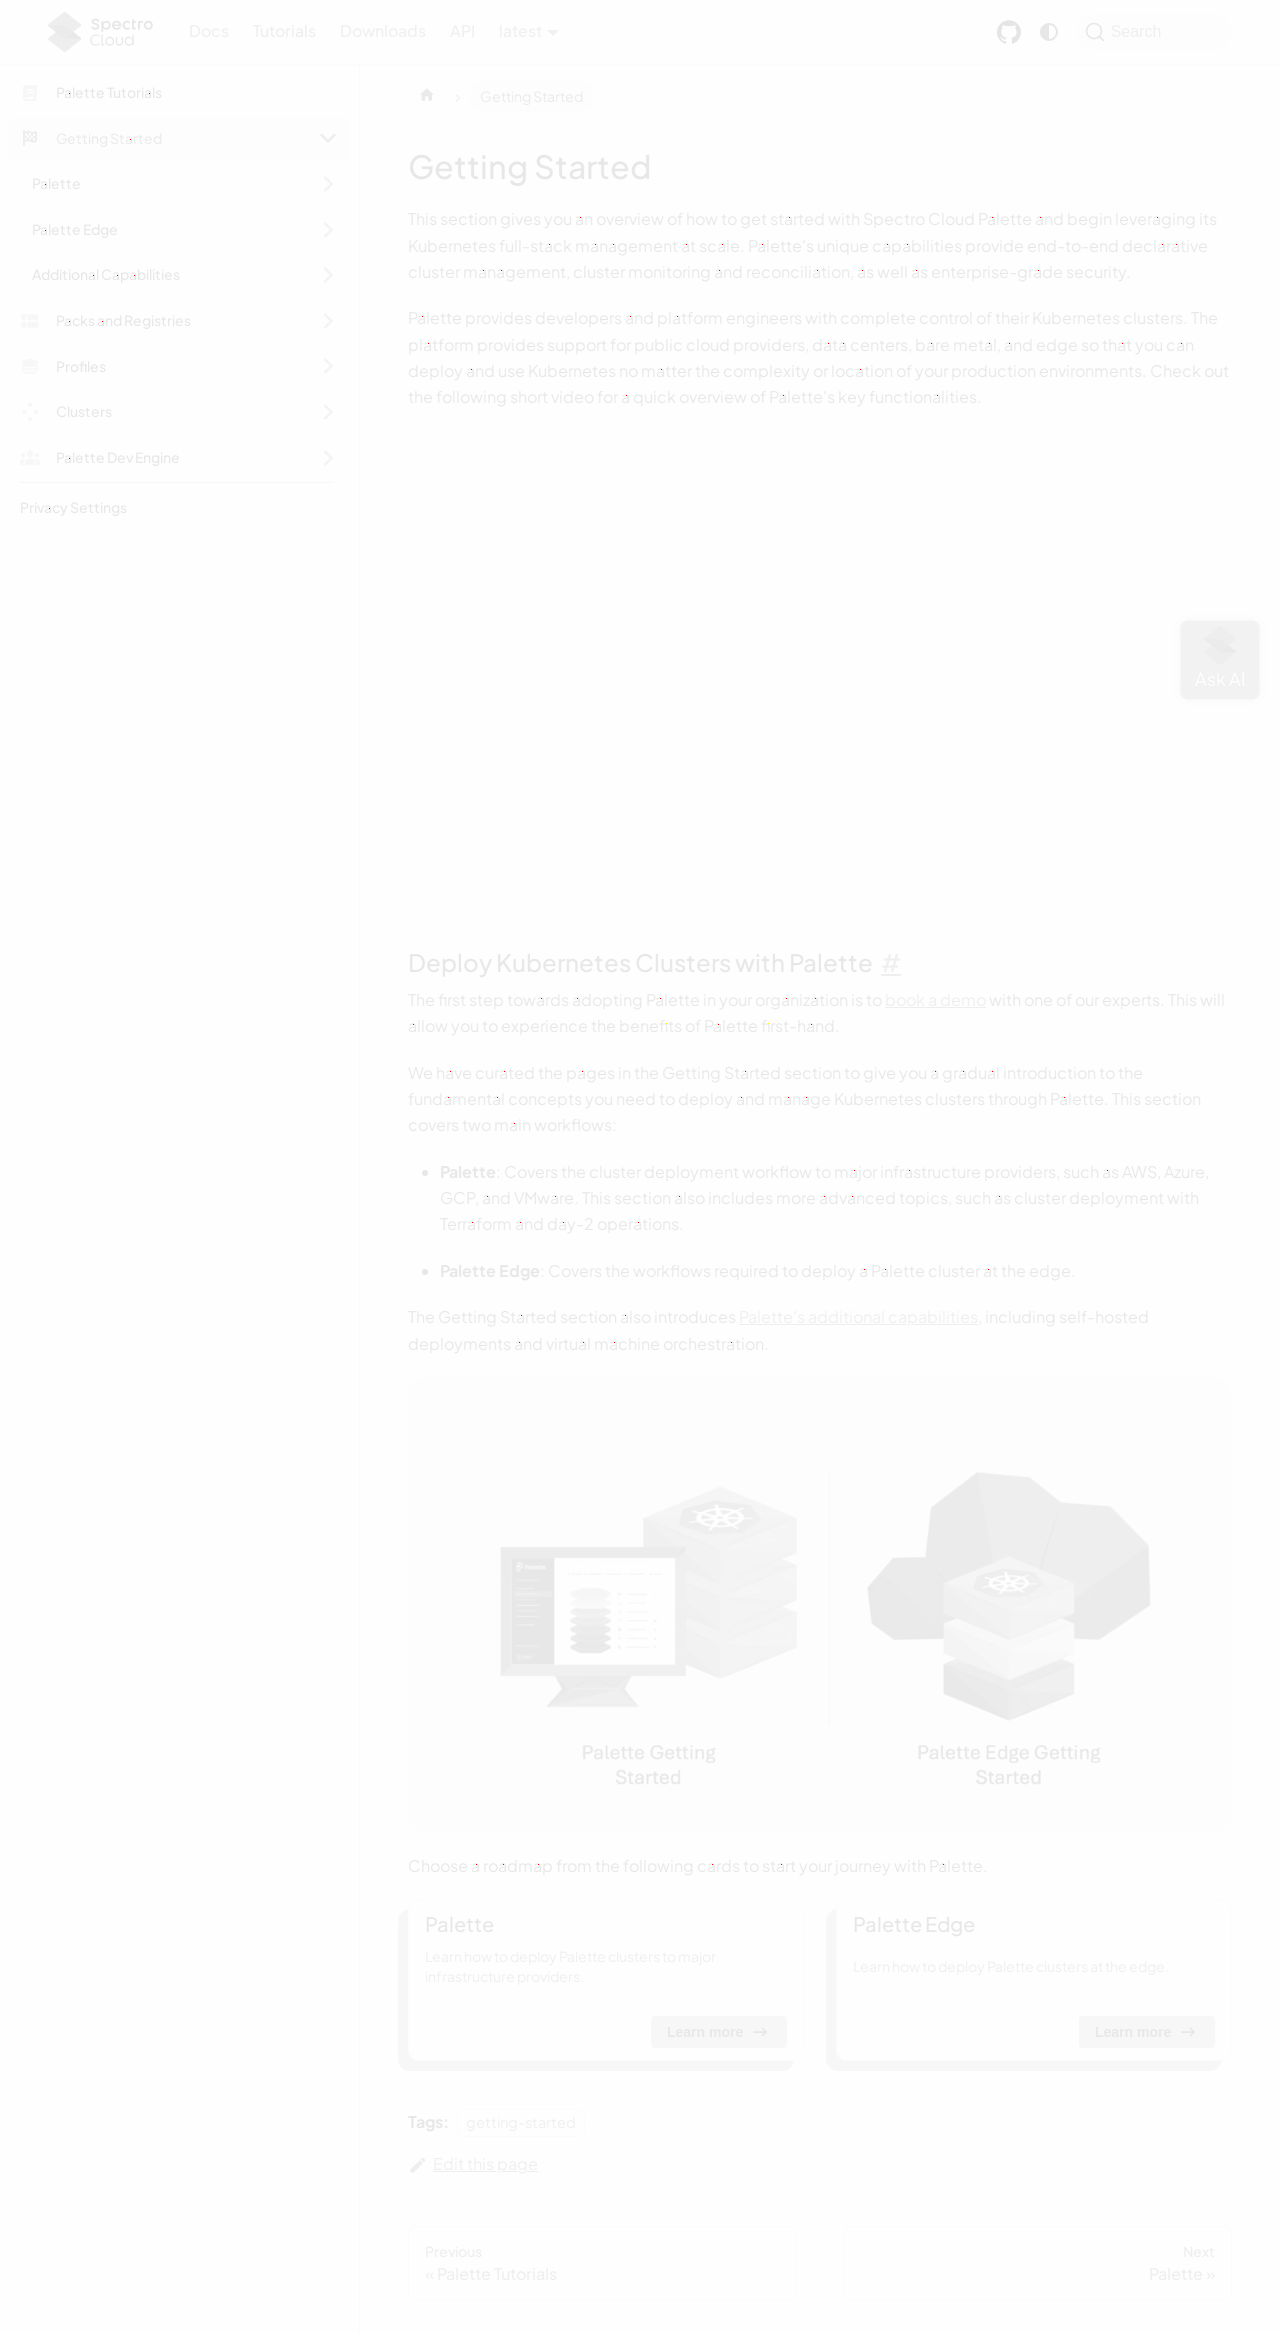 Spectro
Cloud
Docs
Tutorials
Downloads
API
latest
Search
Palette Tutorials
Getting Started
Palette
Palette Edge
Additional Capabilities
Packs and Registries
Profiles
Clusters
Palette Dev Engine
Privacy Settings
Getting Started
Getting Started
This section gives you an overview of how to get started with Spectro Cloud Palette and begin leveraging its
Kubernetes full-stack management at scale. Palette's unique capabilities provide end-to-end declarative
cluster management, cluster monitoring and reconciliation, as well as enterprise-grade security.
Palette provides developers and platform engineers with complete control of their Kubernetes clusters. The
platform provides support for public cloud providers, data centers, bare metal, and edge so that you can
deploy and use Kubernetes no matter the complexity or location of your production environments. Check out
the following short video for a quick overview of Palette's key functionalities.
Ask AI
Deploy Kubernetes Clusters with Palette #
The first step towards adopting Palette in your organization is to book a demo with one of our experts. This will
allow you to experience the benefits of Palette first-hand.
We have curated the pages in the Getting Started section to give you a gradual introduction to the
fundamental concepts you need to deploy and manage Kubernetes clusters through Palette. This section
covers two main workflows:
• Palette: Covers the cluster deployment workflow to major infrastructure providers, such as AWS, Azure,
GCP, and VMware. This section also includes more advanced topics, such as cluster deployment with
Terraform and day-2 operations.
• Palette Edge: Covers the workflows required to deploy a Palette cluster at the edge.
The Getting Started section also introduces Palette's additional capabilities, including self-hosted
deployments and virtual machine orchestration.
Palette Getting
Started
Palette Edge Getting
Started
Choose a roadmap from the following cards to start your journey with Palette.
Palette
Learn how to deploy Palette clusters to major
infrastructure providers.
Learn more →
Palette Edge
Learn how to deploy Palette clusters at the edge.
Learn more →
Tags: getting-started
Edit this page
Previous
« Palette Tutorials
Next
Palette »